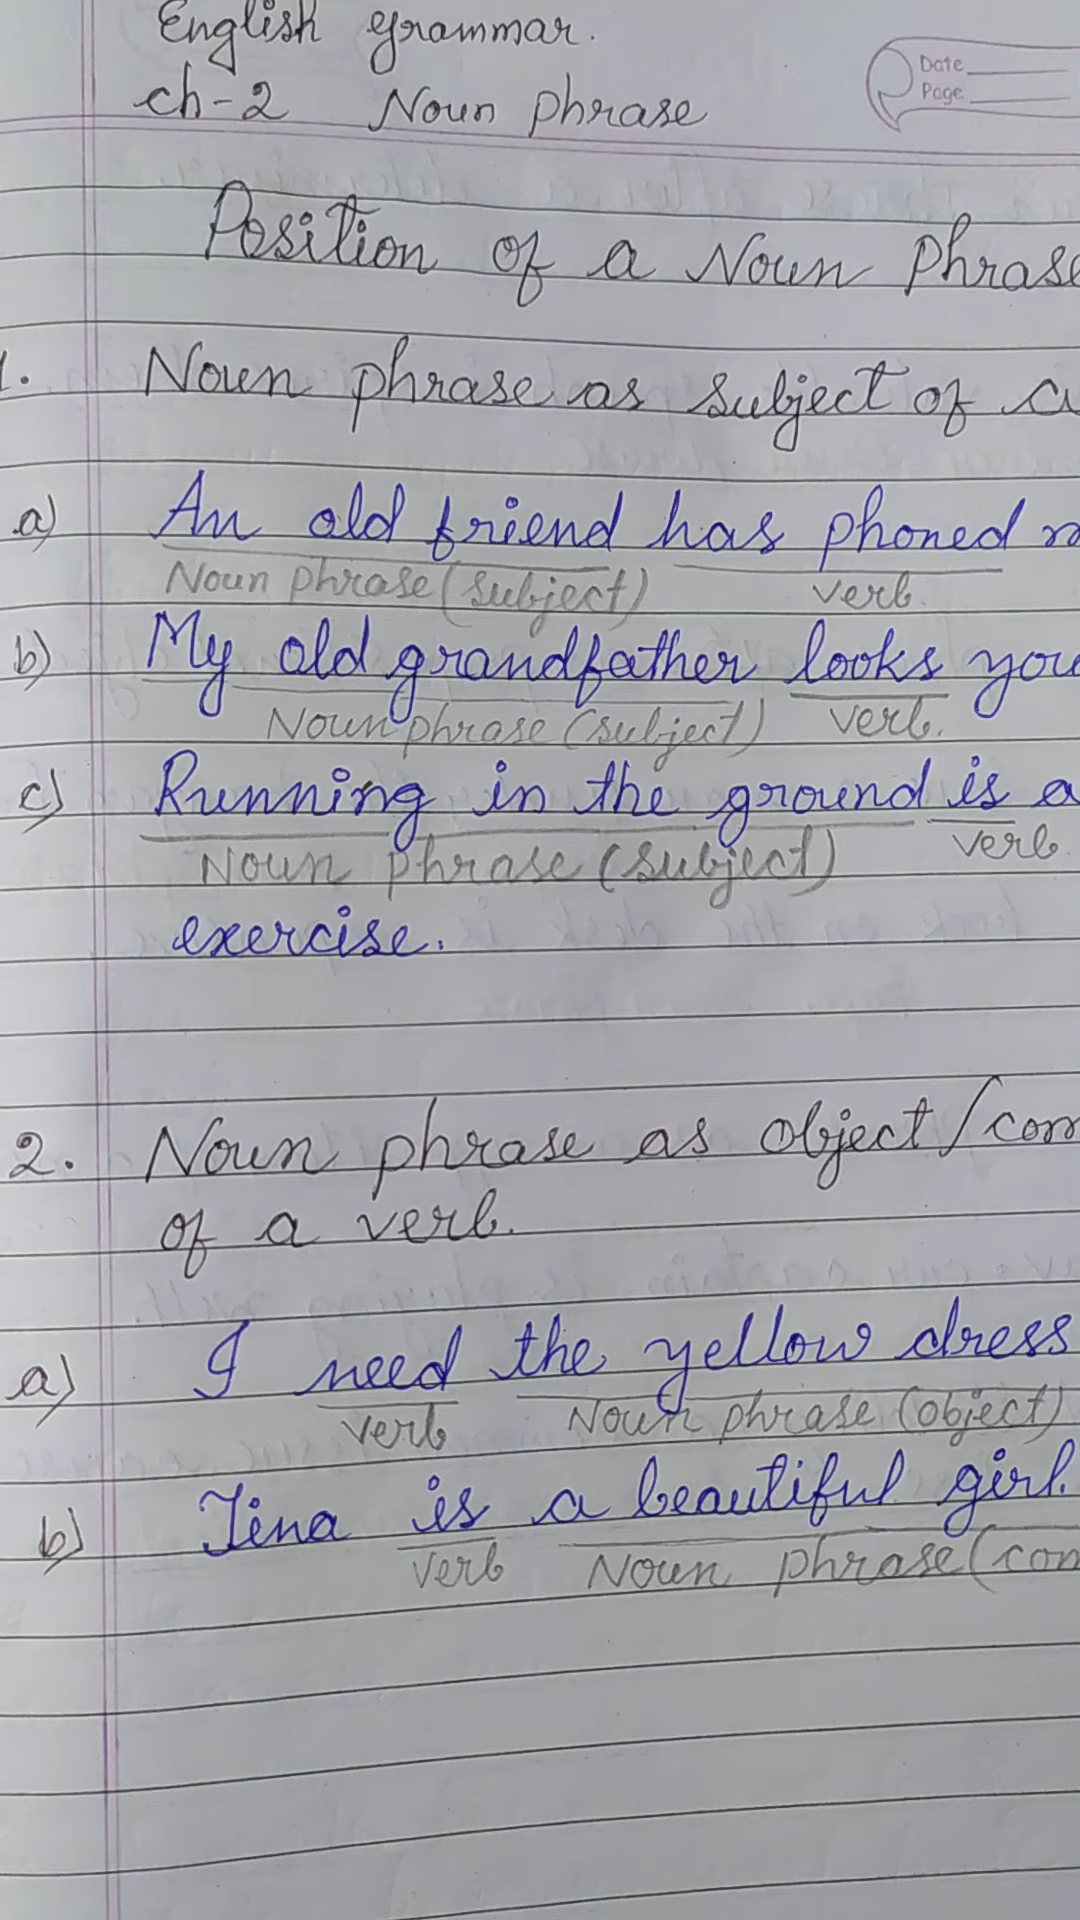 English grammar.
ch-2 Noun phrase
Date
Page
Position of a Noun Phrase
1. Noun phrase as subject of a
a) An old friend has phoned
Noun phrase (subject) verb.
b) My old grandfather looks you
Noun phrase (subject) verb.
c) Running in the ground is a
Noun phrase (subject) verb
exercise.
2. Noun phrase as object/com
of a verb.
a) I need the yellow dress
verb Noun phrase (object)
b) Tina is a beautiful girl.
verb Noun phrase (com